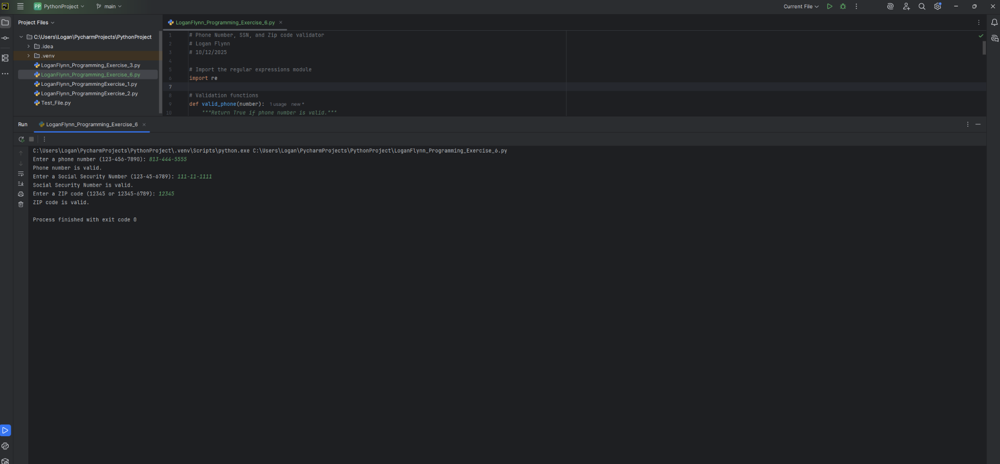 PC
PP PythonProject main Current File
Project Files
LoganFlynn_Programming_Exercise_6.py ×
C:\Users\Logan\PycharmProjects\PythonProject
.idea
.venv
LoganFlynn_Programming_Exercise_3.py
LoganFlynn_Programming_Exercise_6.py
LoganFlynn_ProgrammingExercise_1.py
LoganFlynn_ProgrammingExercise_2.py
Test_File.py
1 # Phone Number, SSN, and Zip code validator
2 # Logan Flynn
3 # 10/12/2025
4
5 # Import the regular expressions module
6 import re
7
8 # Validation functions
9 def valid_phone(number): 1 usage new *
10 """Return True if phone number is valid."""
Run LoganFlynn_Programming_Exercise_6 ×
C:\Users\Logan\PycharmProjects\PythonProject\.venv\Scripts\python.exe C:\Users\Logan\PycharmProjects\PythonProject\LoganFlynn_Programming_Exercise_6.py
Enter a phone number (123-456-7890): 813-444-5555
Phone number is valid.
Enter a Social Security Number (123-45-6789): 111-11-1111
Social Security Number is valid.
Enter a ZIP code (12345 or 12345-6789): 12345
ZIP code is valid.
Process finished with exit code 0